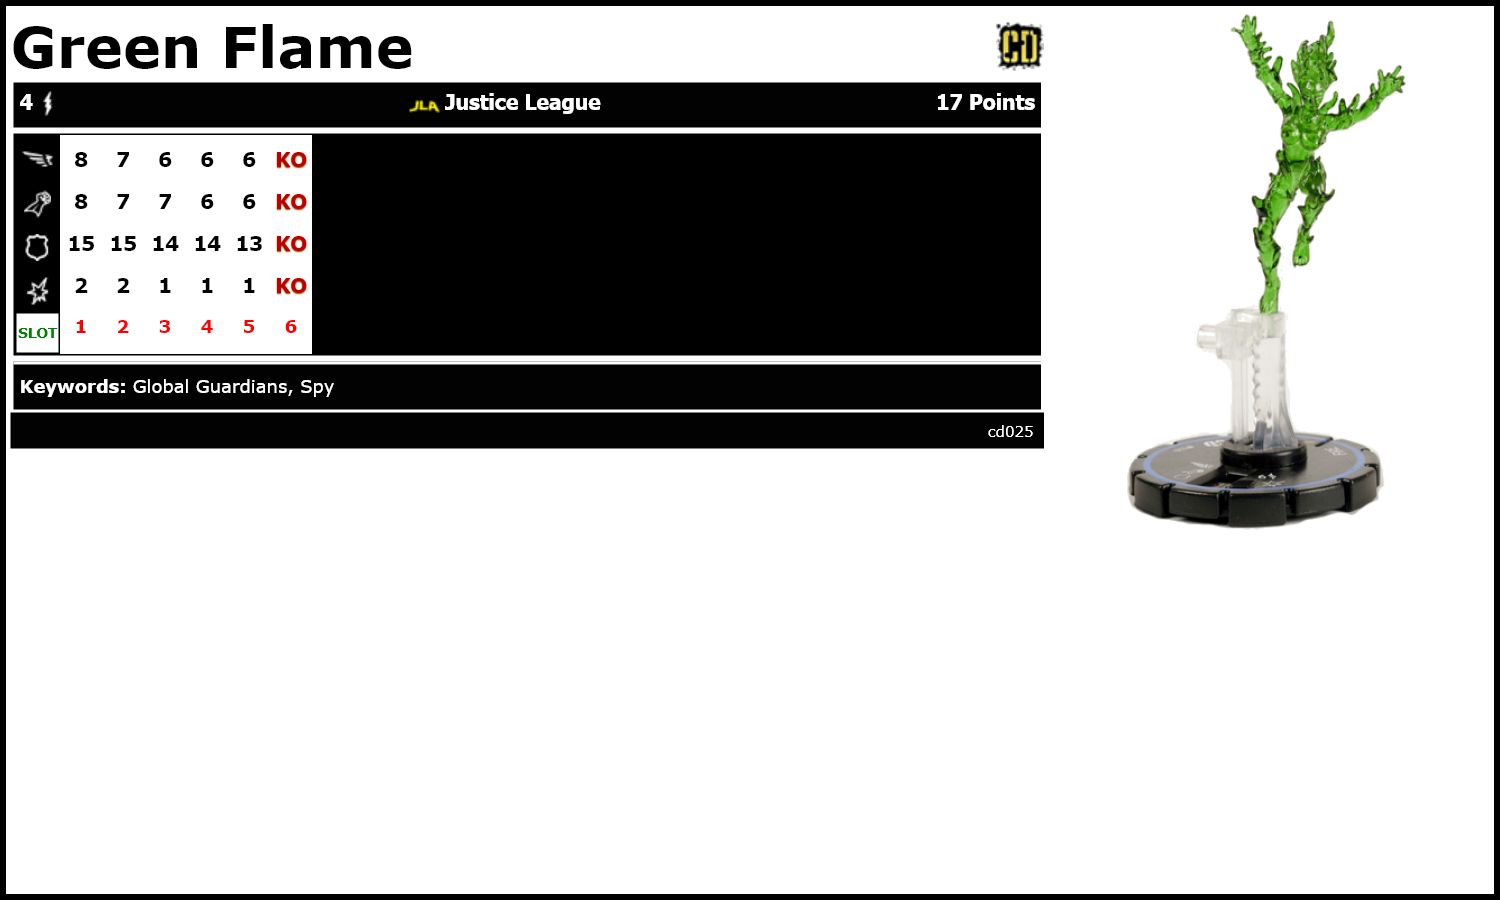 Green Flame
CD
4 JLA Justice League 17 Points
8 7 6 6 6 KO
8 7 7 6 6 KO
15 15 14 14 13 KO
2 2 1 1 1 KO
SLOT 1 2 3 4 5 6
Keywords: Global Guardians, Spy
cd025